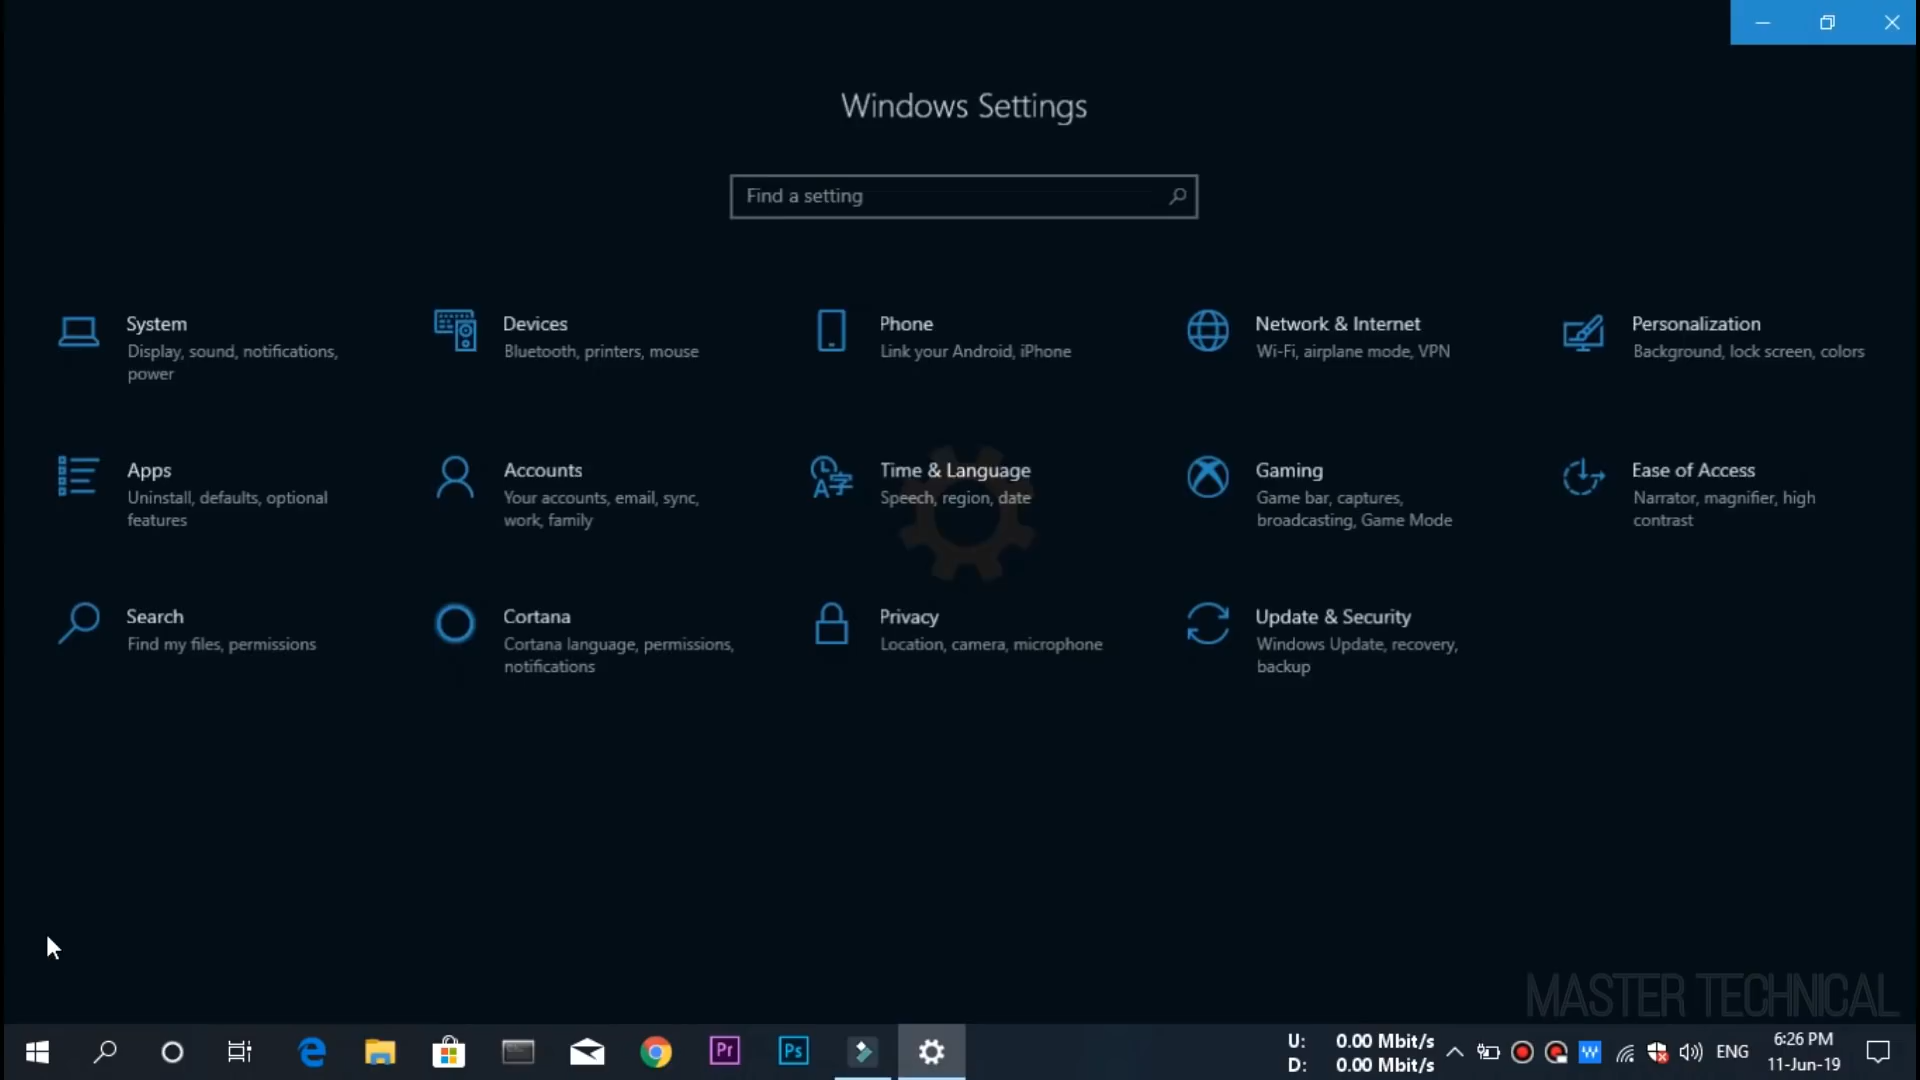 Windows Settings
Find a setting
System
Display, sound, notifications,
power
Devices
Bluetooth, printers, mouse
Phone
Link your Android, iPhone
Network & Internet
Wi-Fi, airplane mode, VPN
Personalization
Background, lock screen, colors
Apps
Uninstall, defaults, optional
features
Accounts
Your accounts, email, sync,
work, family
Time & Language
Speech, region, date
Gaming
Game bar, captures,
broadcasting, Game Mode
Ease of Access
Narrator, magnifier, high
contrast
Search
Find my files, permissions
Cortana
Cortana language, permissions,
notifications
Privacy
Location, camera, microphone
Update & Security
Windows Update, recovery,
backup
MASTER TECHNICAL
Pr
Ps
U: 0.00 Mbit/s
D: 0.00 Mbit/s
W
ENG
6:26 PM
11-Jun-19